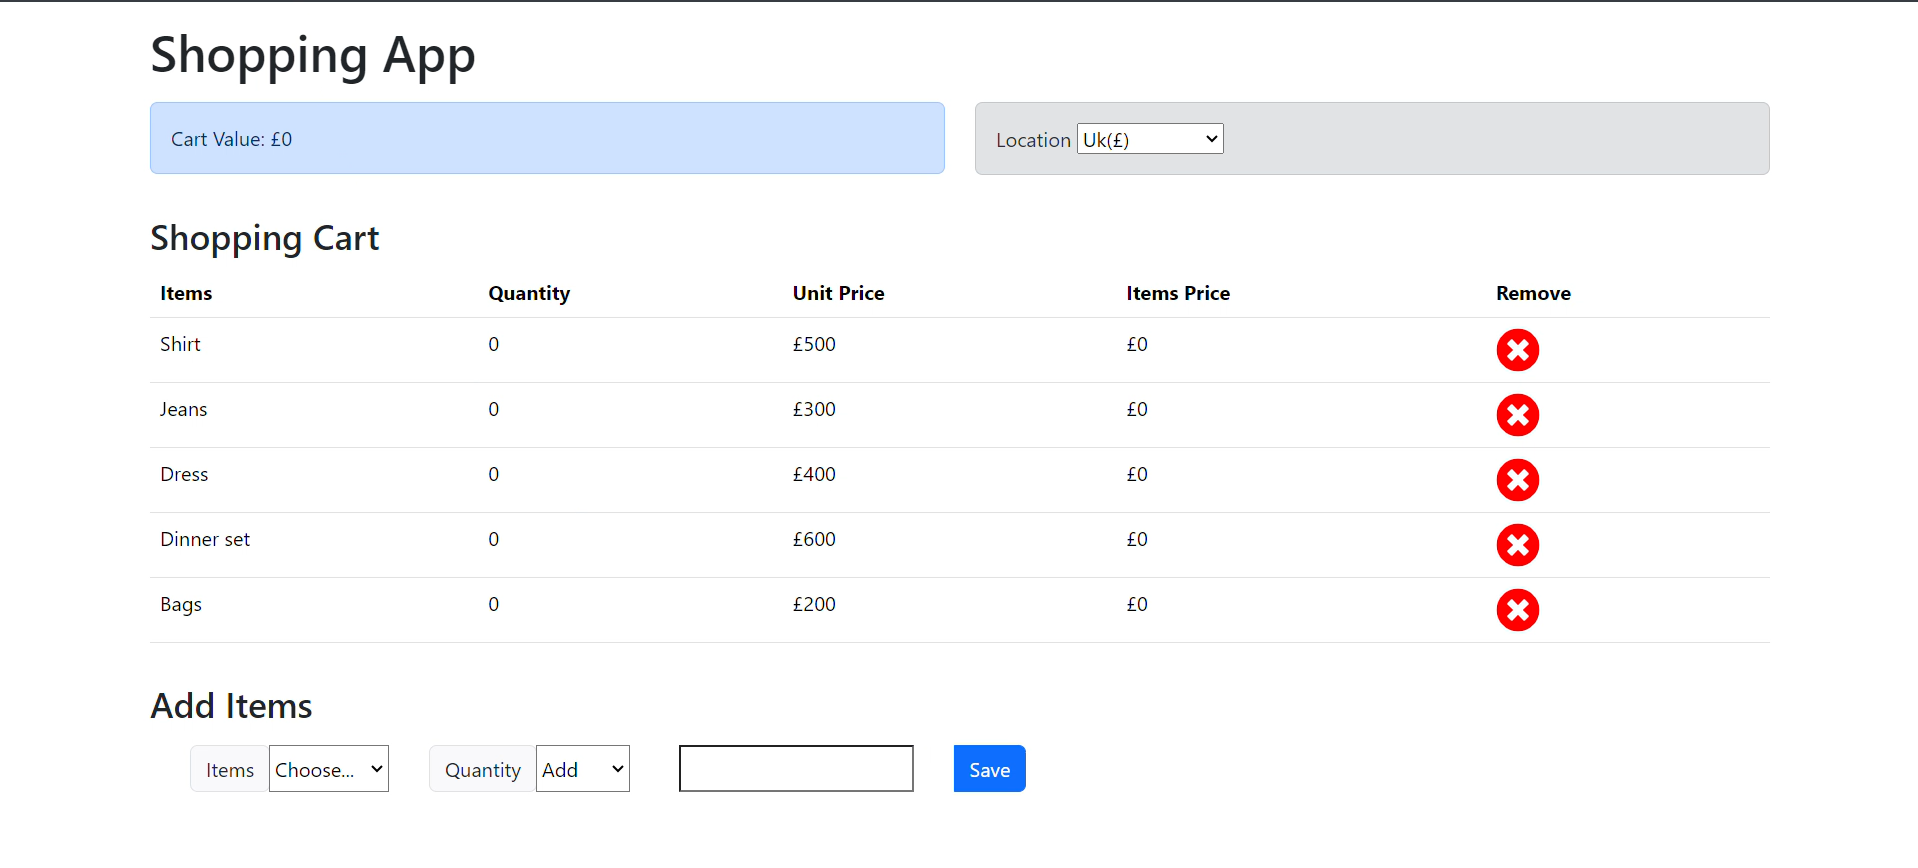 Shopping App
Cart Value: £0
Location Uk(£)
Shopping Cart
Items Quantity Unit Price Items Price Remove
Shirt 0 £500 £0
Jeans 0 £300 £0
Dress 0 £400 £0
Dinner set 0 £600 £0
Bags 0 £200 £0
Add Items
Items Choose... Quantity Add Save